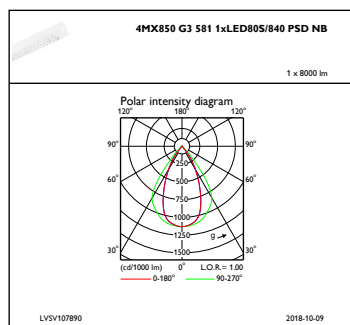 4MX850 G3 581 1xLED80S/840 PSD NB
1 x 8000 lm
Polar intensity diagram
120° 180° 120°
90° 90°
250
60° 500 60°
750
1000
1250
g
30° 1500 30°
(cd/1000 lm) 0° L.O.R.= 1.00
0-180° 90-270°
LVSV107890 2018-10-09